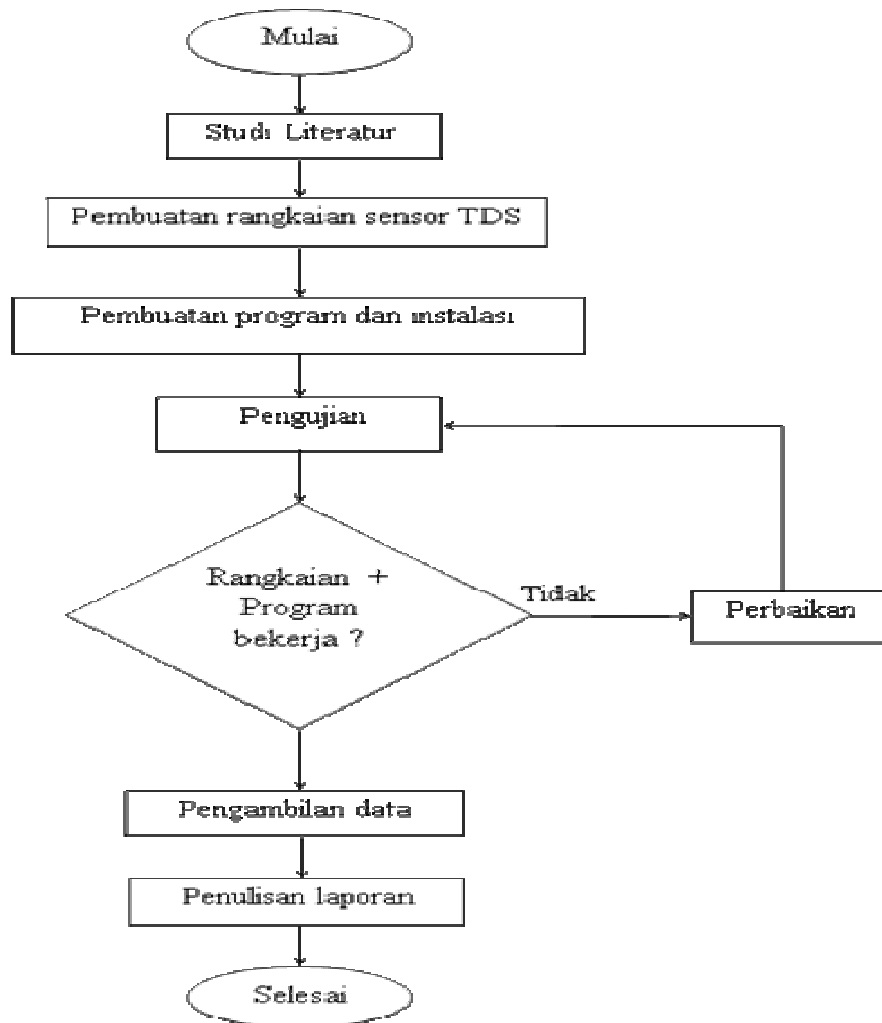 Mulai
Studi Literatur
Pembuatan rangkaian sensor TDS
Pembuatan program dan instalasi
Pengujian
Rangkaian +
Program
bekerja ?
Tidak
Perbaikan
Pengambilan data
Penulisan laporan
Selesai